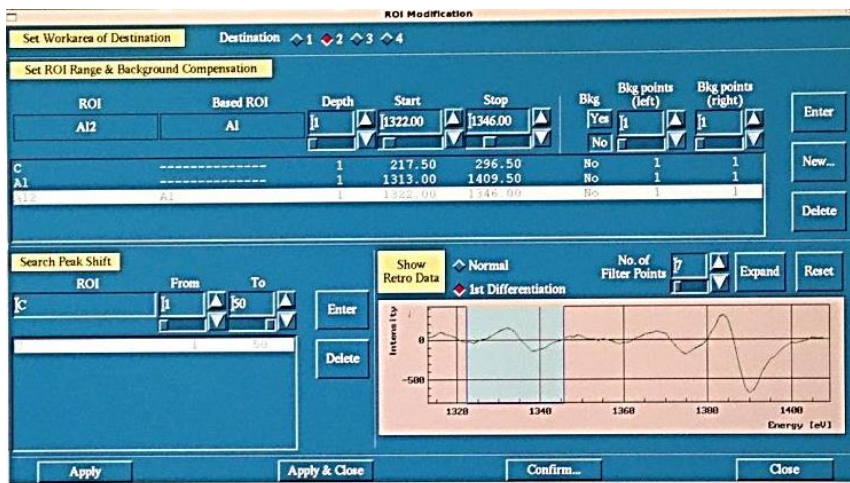 ROI Modification
Set Workarea of Destination Destination 1 2 3 4
Set ROI Range & Background Compensation
ROI Based ROI Depth Start Stop Bkg Bkg points (left) Bkg points (right)
Al2 Al 1 1322.00 1346.00 Yes No 1 1 Enter
C -------------- 1 217.50 296.50 No 1 1
Al -------------- 1 1313.00 1409.50 No 1 1
Al2 Al 1 1322.00 1346.00 No 1 1
New...
Delete
Search Peak Shift
ROI From To
C 1 50 Enter
1 50
Delete
Show Retro Data Normal 1st Differentiation No. of Filter Points 7 Expand Reset
Intensity
0
-500
1320 1340 1360 1380 1400
Energy [eV]
Apply Apply & Close Confirm... Close